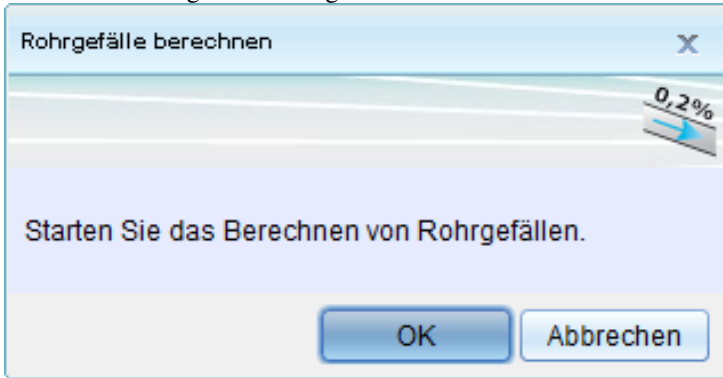 Rohrgefälle berechnen
x
0,2%
Starten Sie das Berechnen von Rohrgefällen.
OK
Abbrechen